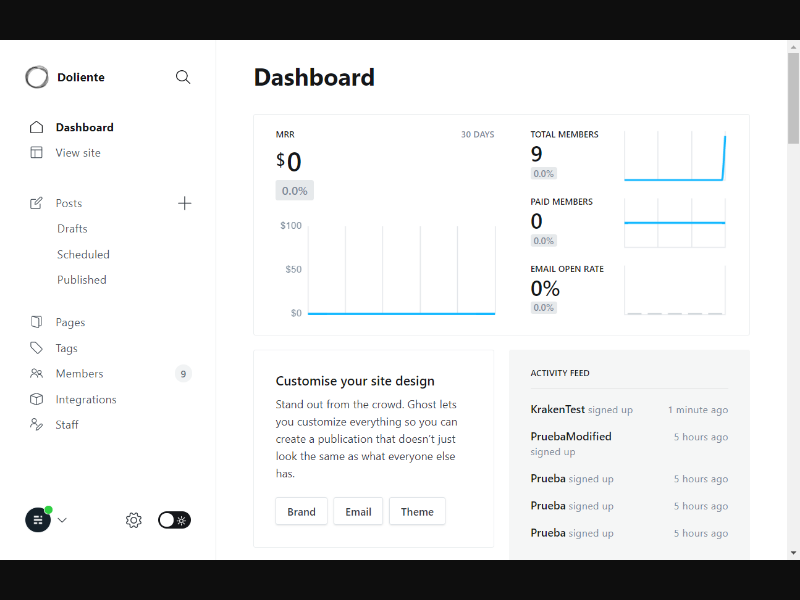 Doliente
Dashboard
View site
Posts
Drafts
Scheduled
Published
Pages
Tags
Members 9
Integrations
Staff
Dashboard
MRR 30 DAYS
$0
0.0%
$100
$50
$0
TOTAL MEMBERS
9
0.0%
PAID MEMBERS
0
0.0%
EMAIL OPEN RATE
0%
0.0%
Customise your site design
Stand out from the crowd. Ghost lets
you customize everything so you can
create a publication that doesn't just
look the same as what everyone else
has.
Brand Email Theme
ACTIVITY FEED
KrakenTest signed up 1 minute ago
PruebaModified 5 hours ago
signed up
Prueba signed up 5 hours ago
Prueba signed up 5 hours ago
Prueba signed up 5 hours ago